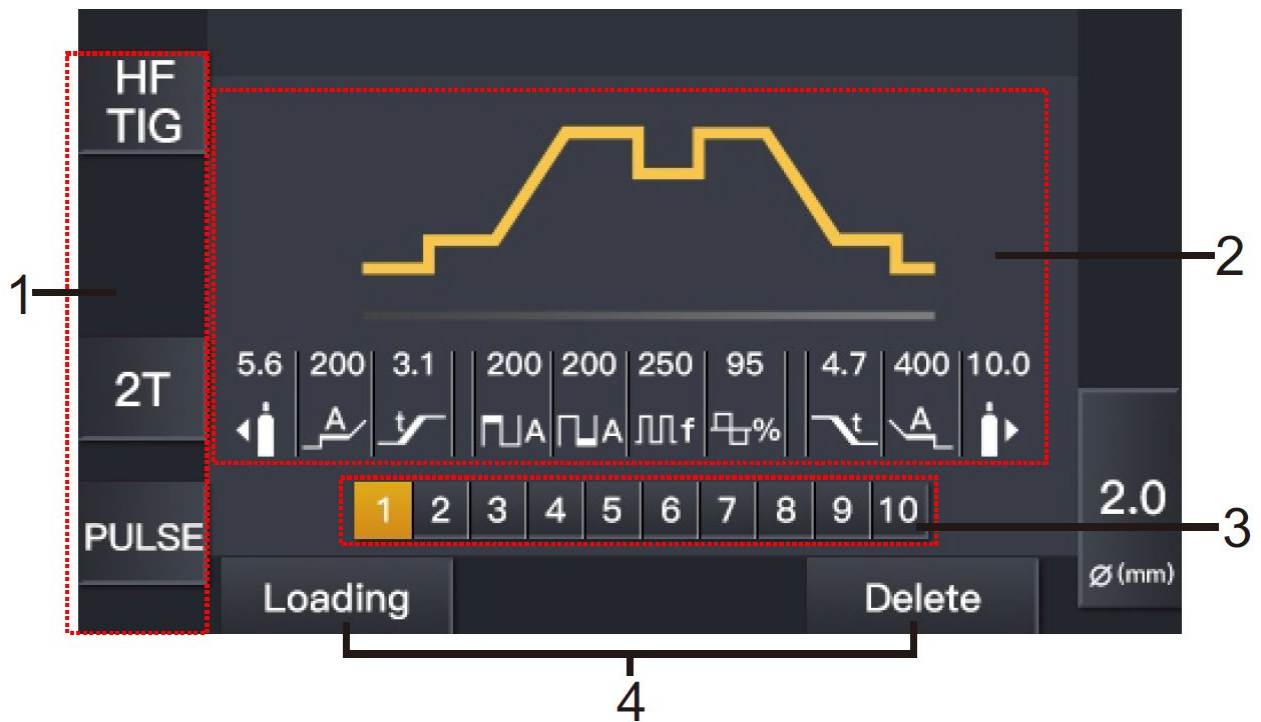 HF
TIG
1
2
5.6 200 3.1 200 200 250 95 4.7 400 10.0
A t A A f % t A
2T
PULSE
1 2 3 4 5 6 7 8 9 10
3
2.0
Ø (mm)
Loading Delete
4